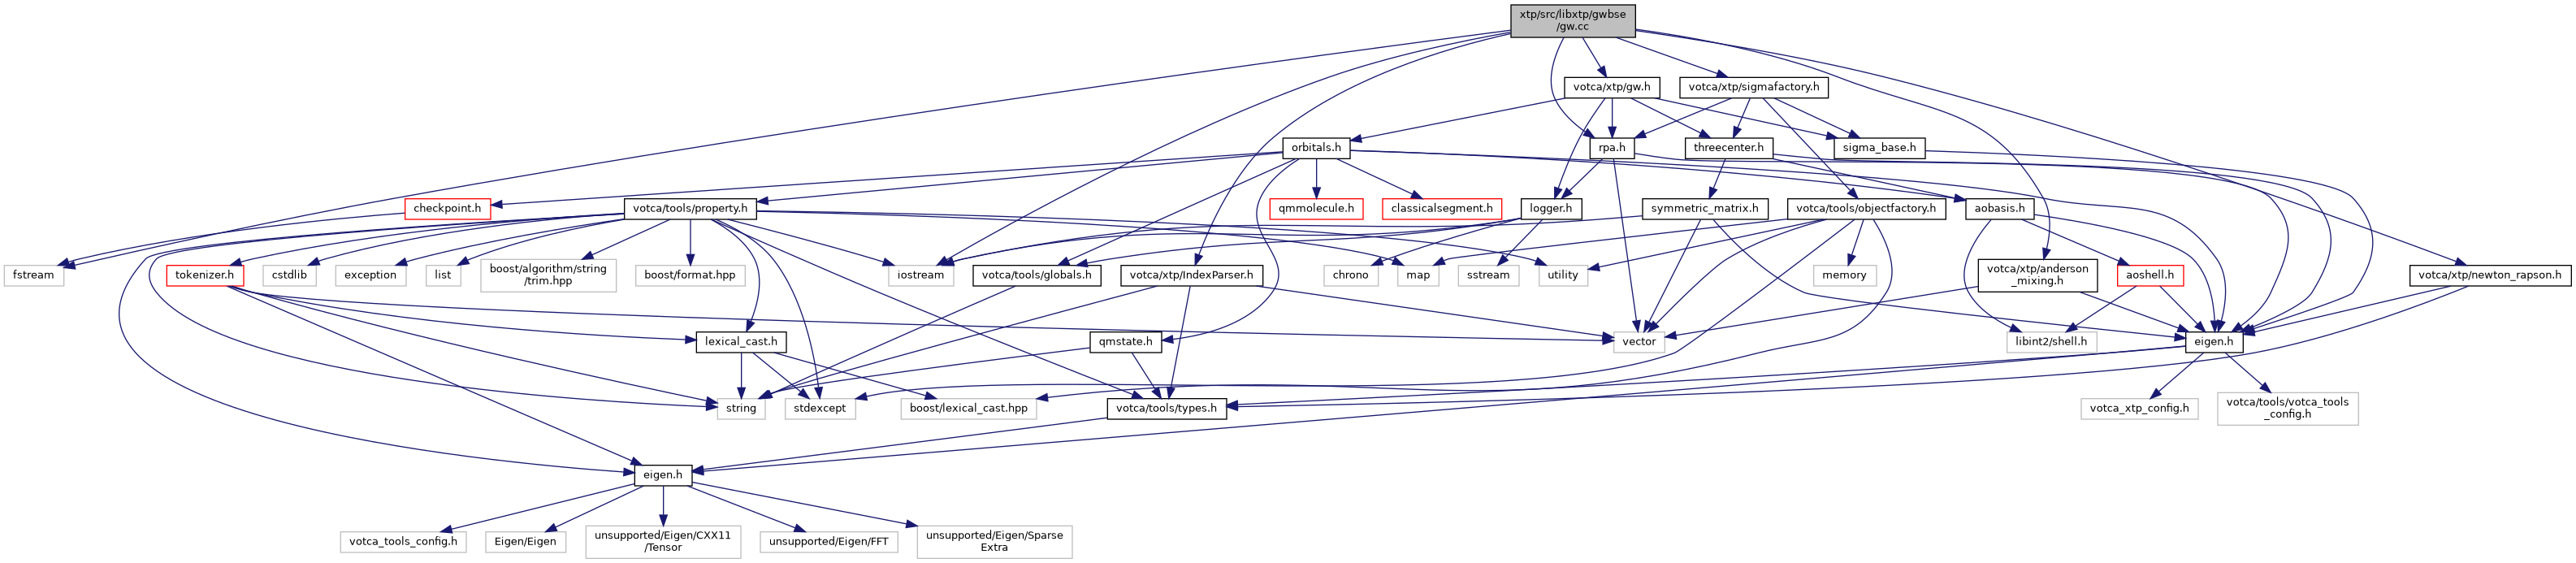 xtp/src/libxtp/gwbse
/gw.cc
votca/xtp/gw.h
votca/xtp/sigmafactory.h
orbitals.h
rpa.h
threecenter.h
sigma_base.h
checkpoint.h
votca/tools/property.h
qmmolecule.h
classicalsegment.h
logger.h
symmetric_matrix.h
votca/tools/objectfactory.h
aobasis.h
fstream
tokenizer.h
cstdlib
exception
list
boost/algorithm/string
/trim.hpp
boost/format.hpp
iostream
votca/tools/globals.h
votca/xtp/IndexParser.h
chrono
map
sstream
utility
memory
votca/xtp/anderson
_mixing.h
aoshell.h
votca/xtp/newton_rapson.h
lexical_cast.h
qmstate.h
vector
libint2/shell.h
eigen.h
string
stdexcept
boost/lexical_cast.hpp
votca/tools/types.h
votca_xtp_config.h
votca/tools/votca_tools
_config.h
eigen.h
votca_tools_config.h
Eigen/Eigen
unsupported/Eigen/CXX11
/Tensor
unsupported/Eigen/FFT
unsupported/Eigen/Sparse
Extra